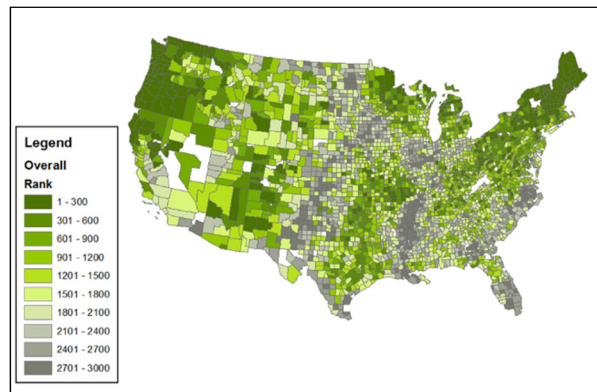 Legend
Overall
Rank
1 - 300
301 - 600
601 - 900
901 - 1200
1201 - 1500
1501 - 1800
1801 - 2100
2101 - 2400
2401 - 2700
2701 - 3000